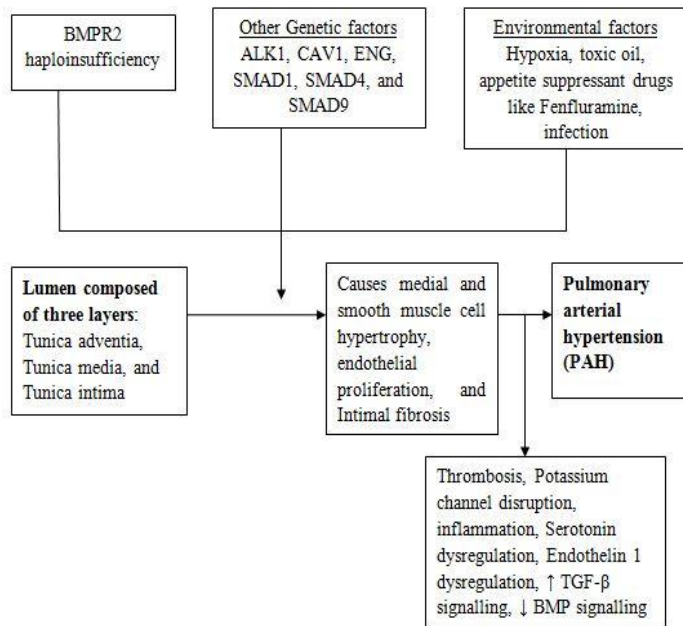 BMPR2
haploinsufficiency
Other Genetic factors
ALK1, CAV1, ENG,
SMAD1, SMAD4, and
SMAD9
Environmental factors
Hypoxia, toxic oil,
appetite suppressant drugs
like Fenfluramine,
infection
Lumen composed
of three layers:
Tunica adventia,
Tunica media, and
Tunica intima
Causes medial and
smooth muscle cell
hypertrophy,
endothelial
proliferation, and
Intimal fibrosis
Pulmonary
arterial
hypertension
(PAH)
Thrombosis, Potassium
channel disruption,
inflammation, Serotonin
dysregulation, Endothelin 1
dysregulation, ↑ TGF-β
signalling, ↓ BMP signalling